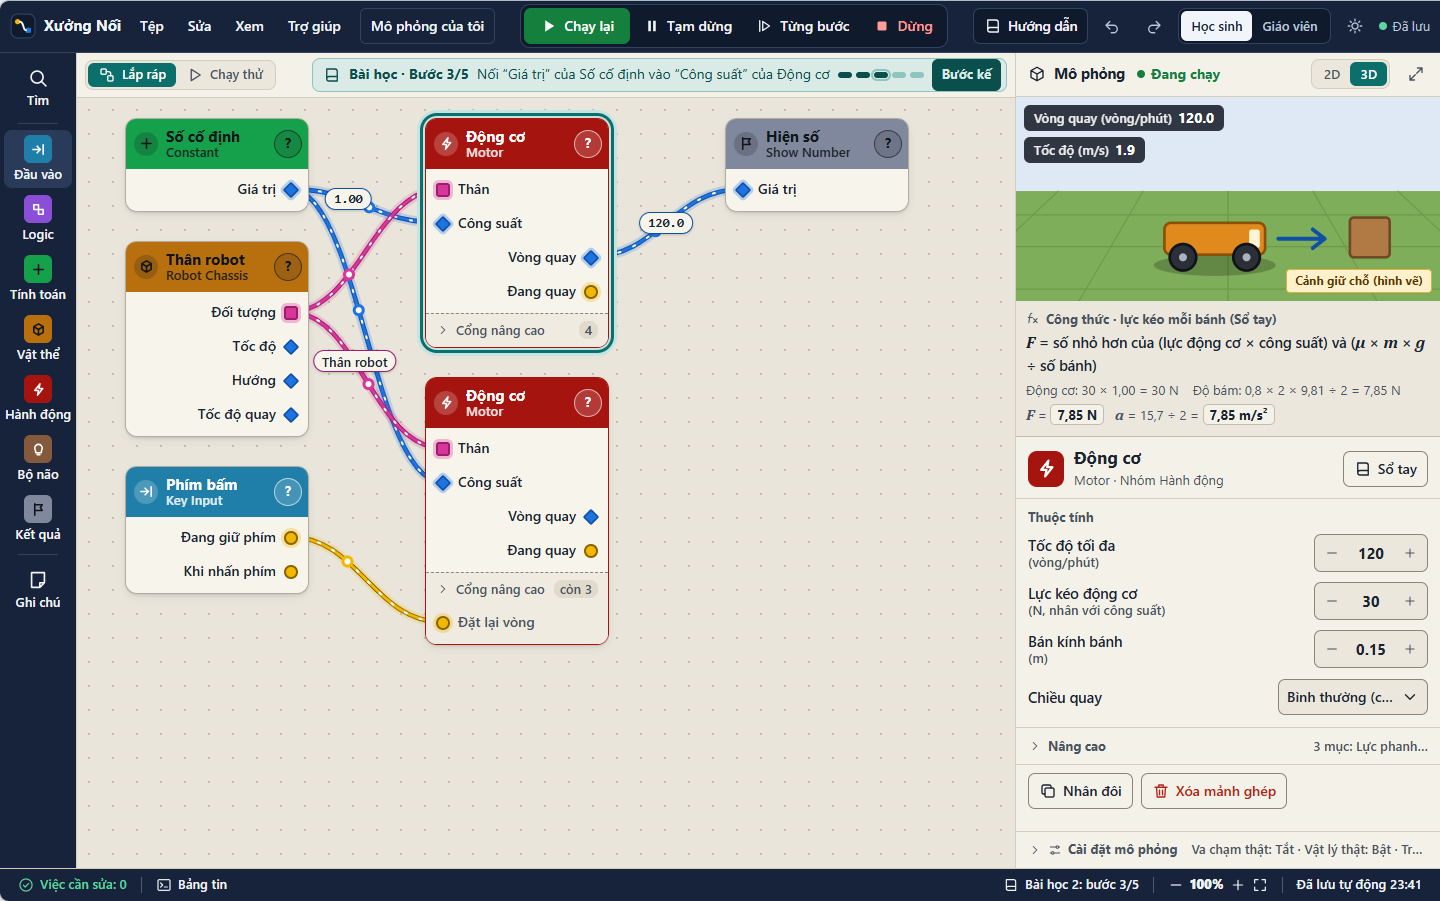 Xưởng Nối
Tệp
Sửa
Xem
Trợ giúp
Mô phỏng của tôi
Chạy lại
Tạm dừng
Từng bước
Dừng
Hướng dẫn
Học sinh
Giáo viên
Đã lưu
Tìm
Đầu vào
Logic
Tính toán
Vật thể
Hành động
Bộ não
Kết quả
Ghi chú
Lắp ráp
Chạy thử
Bài học · Bước 3/5 Nối “Giá trị” của Số cố định vào “Công suất” của Động cơ
Bước kế
Số cố định
Constant
?
Giá trị
1.00
Thân robot
Robot Chassis
?
Đối tượng
Tốc độ
Hướng
Tốc độ quay
Thân robot
Phím bấm
Key Input
?
Đang giữ phím
Khi nhấn phím
Động cơ
Motor
?
Thân
Công suất
Vòng quay
Đang quay
Cổng nâng cao 4
120.0
Động cơ
Motor
?
Thân
Công suất
Vòng quay
Đang quay
Cổng nâng cao còn 3
Đặt lại vòng
Hiện số
Show Number
?
Giá trị
Mô phỏng
Đang chạy
2D
3D
Vòng quay (vòng/phút) 120.0
Tốc độ (m/s) 1.9
Cảnh giữ chỗ (hình vẽ)
Công thức · lực kéo mỗi bánh (Sổ tay)
F = số nhỏ hơn của (lực động cơ × công suất) và (μ × m × g
÷ số bánh)
Động cơ: 30 × 1,00 = 30 N Độ bám: 0,8 × 2 × 9,81 ÷ 2 = 7,85 N
F = 7,85 N a = 15,7 ÷ 2 = 7,85 m/s²
Động cơ
Motor · Nhóm Hành động
Sổ tay
Thuộc tính
Tốc độ tối đa
(vòng/phút)
− 120 +
Lực kéo động cơ
(N, nhân với công suất)
− 30 +
Bán kính bánh
(m)
− 0.15 +
Chiều quay
Bình thường (c...
Nâng cao
3 mục: Lực phanh...
Nhân đôi
Xóa mảnh ghép
Cài đặt mô phỏng
Va chạm thật: Tắt · Vật lý thật: Bật · Tr...
Việc cần sửa: 0
Bảng tin
Bài học 2: bước 3/5
− 100% +
Đã lưu tự động 23:41